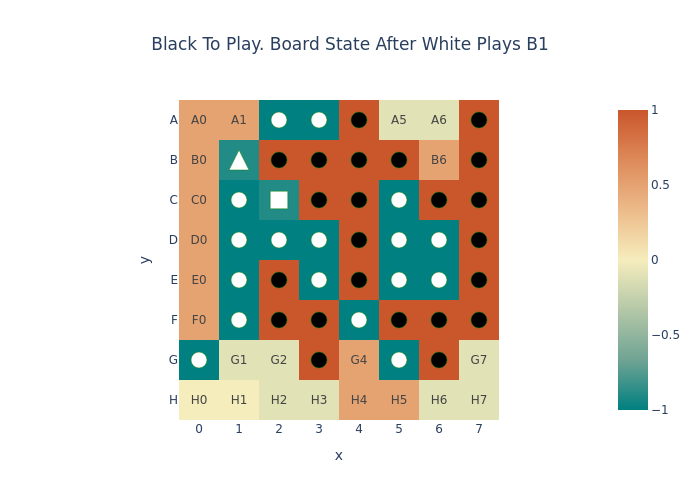 Black To Play. Board State After White Plays B1
A A0 A1 A5 A6
B B0 B6
C C0
D D0
E E0
F F0
G G1 G2 G4 G7
H H0 H1 H2 H3 H4 H5 H6 H7
0 1 2 3 4 5 6 7
x
y
1
0.5
0
−0.5
−1